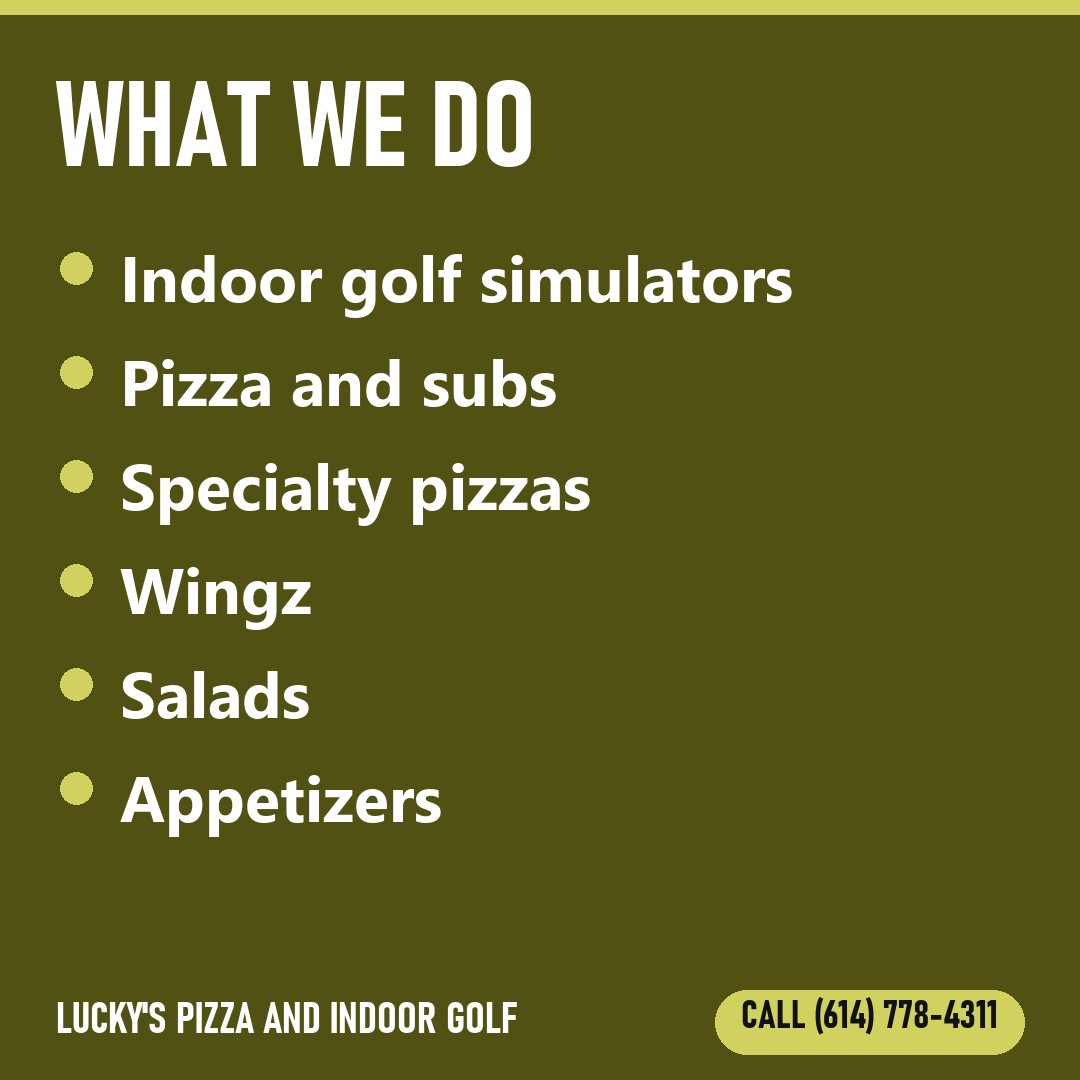 WHAT WE DO
Indoor golf simulators
Pizza and subs
Specialty pizzas
Wingz
Salads
Appetizers
LUCKY'S PIZZA AND INDOOR GOLF
CALL (614) 778-4311